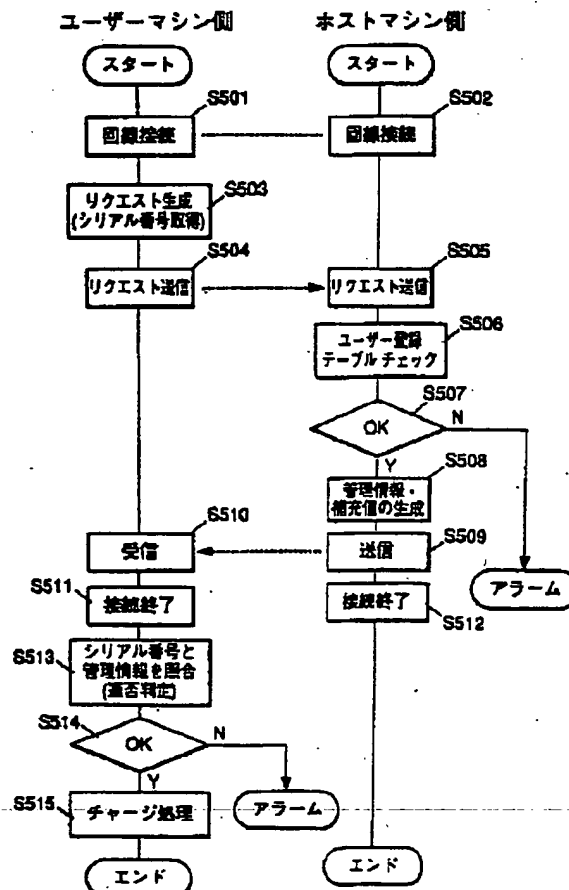 ユーザーマシン側
ホストマシン側
スタート
スタート
S501
S502
回線接続
回線接続
S503
リクエスト生成
(シリアル番号取得)
S504
S505
リクエスト送信
リクエスト送信
S506
ユーザー登録
テーブルチェック
S507
OK
N
Y
S508
管理情報・
補充信の生成
S510
S509
受信
送信
アラーム
S511
接続終了
接続終了
S512
S513
シリアル番号と
管理情報を照合
(適否判定)
S514
OK
N
Y
S515
チャージ処理
アラーム
エンド
エンド